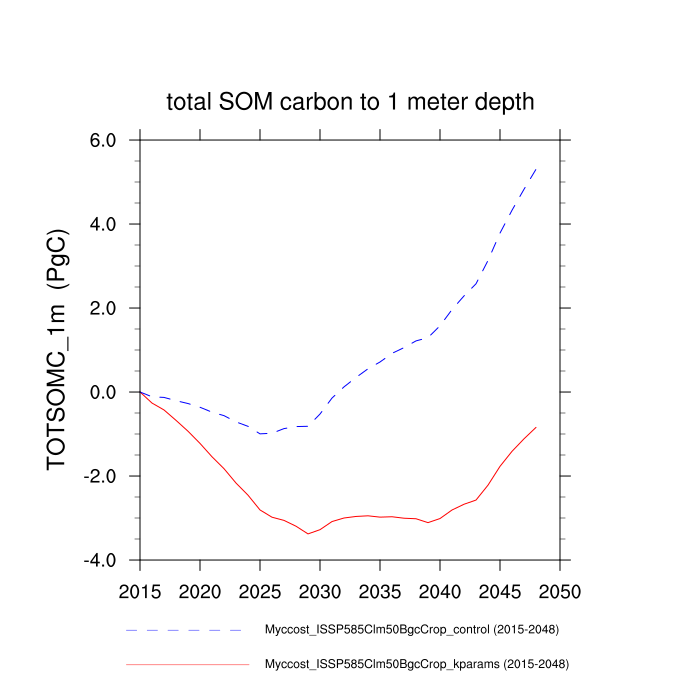 total SOM carbon to 1 meter depth
TOTSOMC_1m (PgC)
6.0
4.0
2.0
0.0
-2.0
-4.0
2015 2020 2025 2030 2035 2040 2045 2050
Myccost_ISSP585Clm50BgcCrop_control (2015-2048)
Myccost_ISSP585Clm50BgcCrop_kparams (2015-2048)